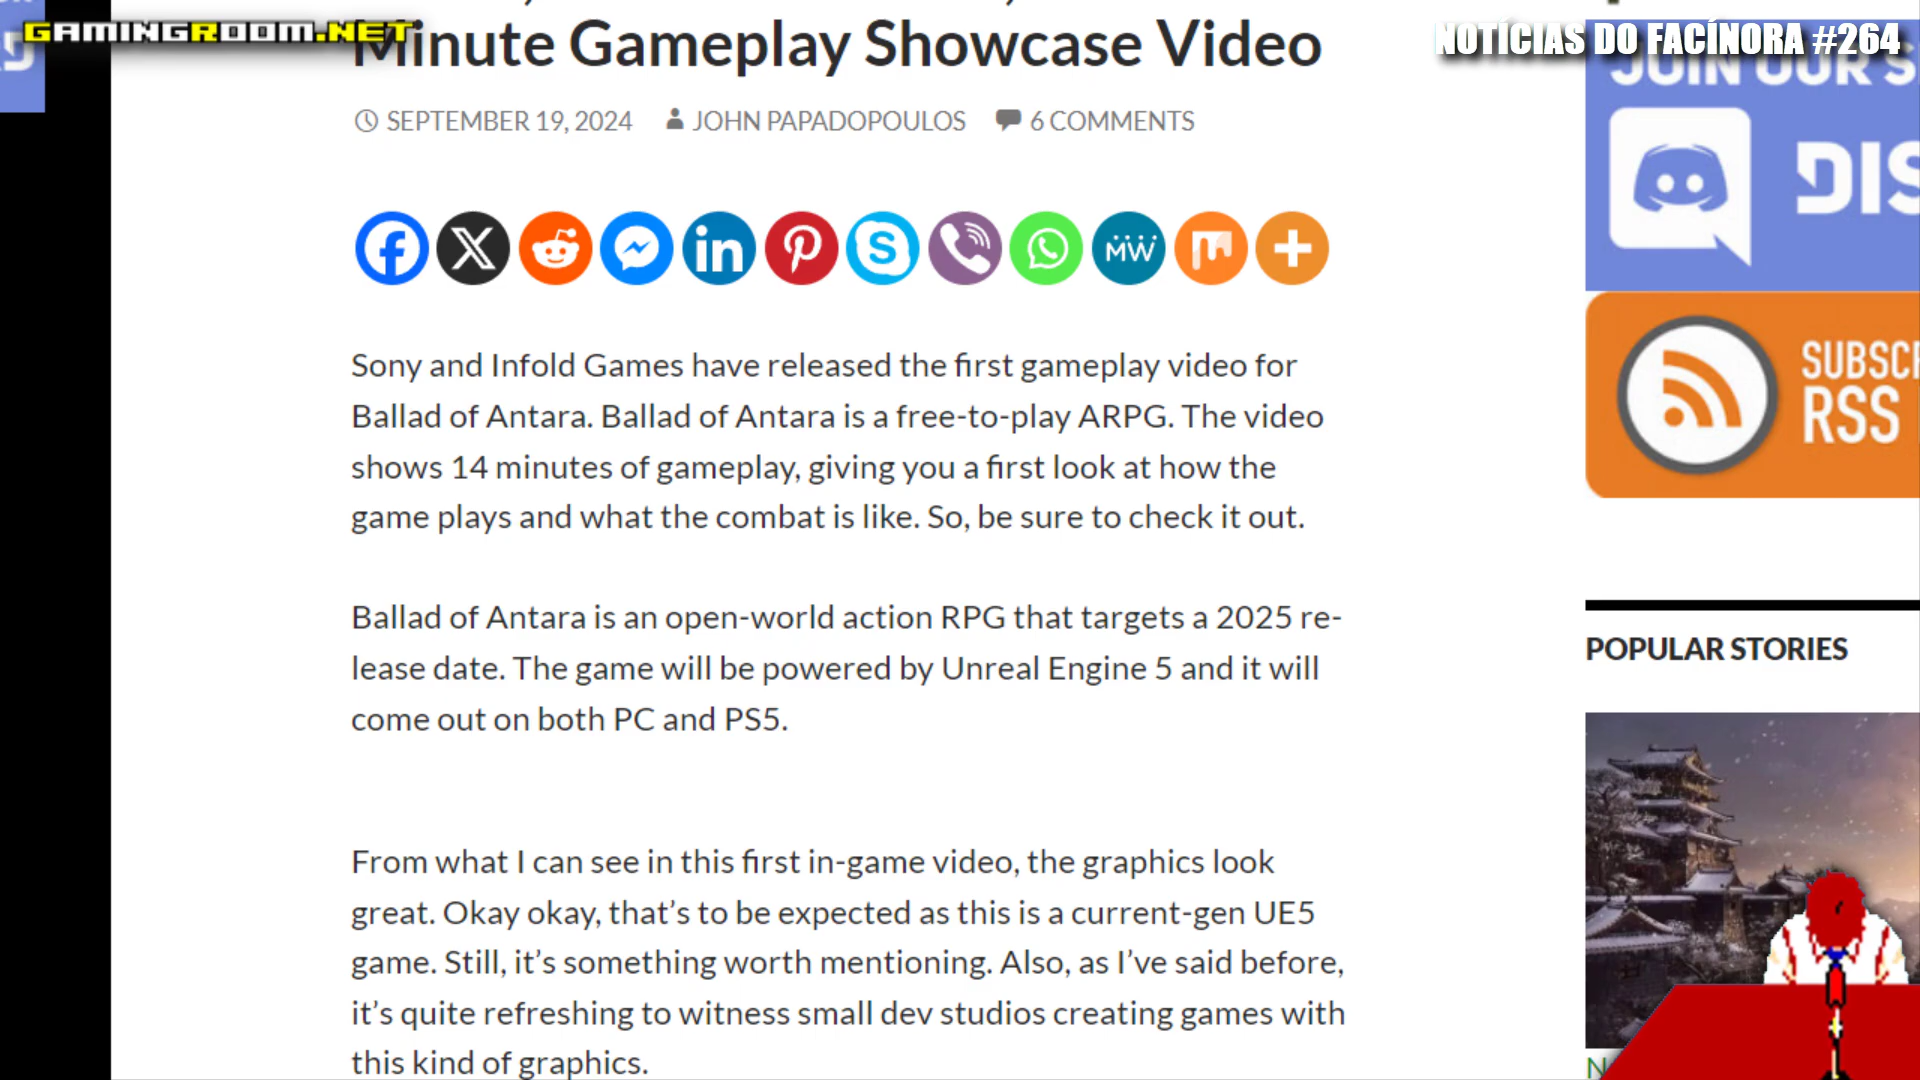 GAMINGROOM.NET
NOTÍCIAS DO FACÍNORA #264
Minute Gameplay Showcase Video
SEPTEMBER 19, 2024 JOHN PAPADOPOULOS 6 COMMENTS
Sony and Infold Games have released the first gameplay video for
Ballad of Antara. Ballad of Antara is a free-to-play ARPG. The video
shows 14 minutes of gameplay, giving you a first look at how the
game plays and what the combat is like. So, be sure to check it out.
Ballad of Antara is an open-world action RPG that targets a 2025 re-
lease date. The game will be powered by Unreal Engine 5 and it will
come out on both PC and PS5.
From what I can see in this first in-game video, the graphics look
great. Okay okay, that's to be expected as this is a current-gen UE5
game. Still, it's something worth mentioning. Also, as I've said before,
it's quite refreshing to witness small dev studios creating games with
this kind of graphics.
JOIN OUR S
DIS
SUBSCR
RSS
POPULAR STORIES